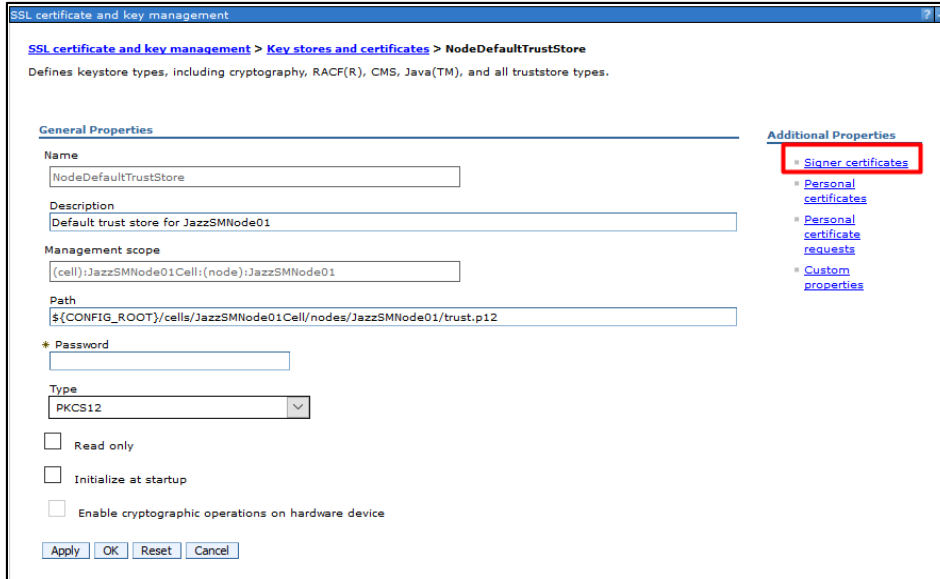 SSL certificate and key management
?
SSL certificate and key management > Key stores and certificates > NodeDefaultTrustStore
Defines keystore types, including cryptography, RACF(R), CMS, Java(TM), and all truststore types.
General Properties
Name
NodeDefaultTrustStore
Description
Default trust store for JazzSMNode01
Management scope
(cell):JazzSMNode01Cell:(node):JazzSMNode01
Path
${CONFIG_ROOT}/cells/JazzSMNode01Cell/nodes/JazzSMNode01/trust.p12
* Password
Type
PKCS12
Read only
Initialize at startup
Enable cryptographic operations on hardware device
Apply OK Reset Cancel
Additional Properties
Signer certificates
Personal
certificates
Personal
certificate
requests
Custom
properties